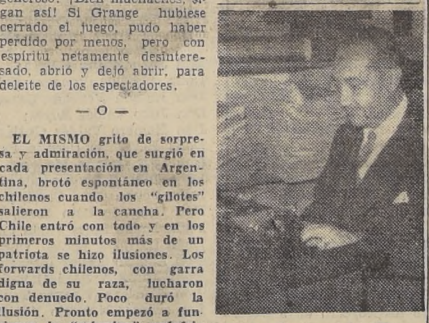 gan así! Si Grange hubiese
cerrado el juego, pudo haber
perdido por menos, pero con
espíritu netamente desintere-
sado, abrió y dejó abrir, para
deleite de los espectadores.
— O —
EL MISMO grito de sorpre-
sa y admiración, que surgió en
cada presentación en Argen-
tina, brotó espontáneo en los
chilenos cuando los "gilotes"
salieron a la cancha. Pero
Chile entró con todo y en los
primeros minutos más de un
patriota se hizo ilusiones. Los
forwards chilenos, con garra
digna de su raza, lucharon
con denuedo. Poco duró la
ilusión. Pronto empezó a fun-